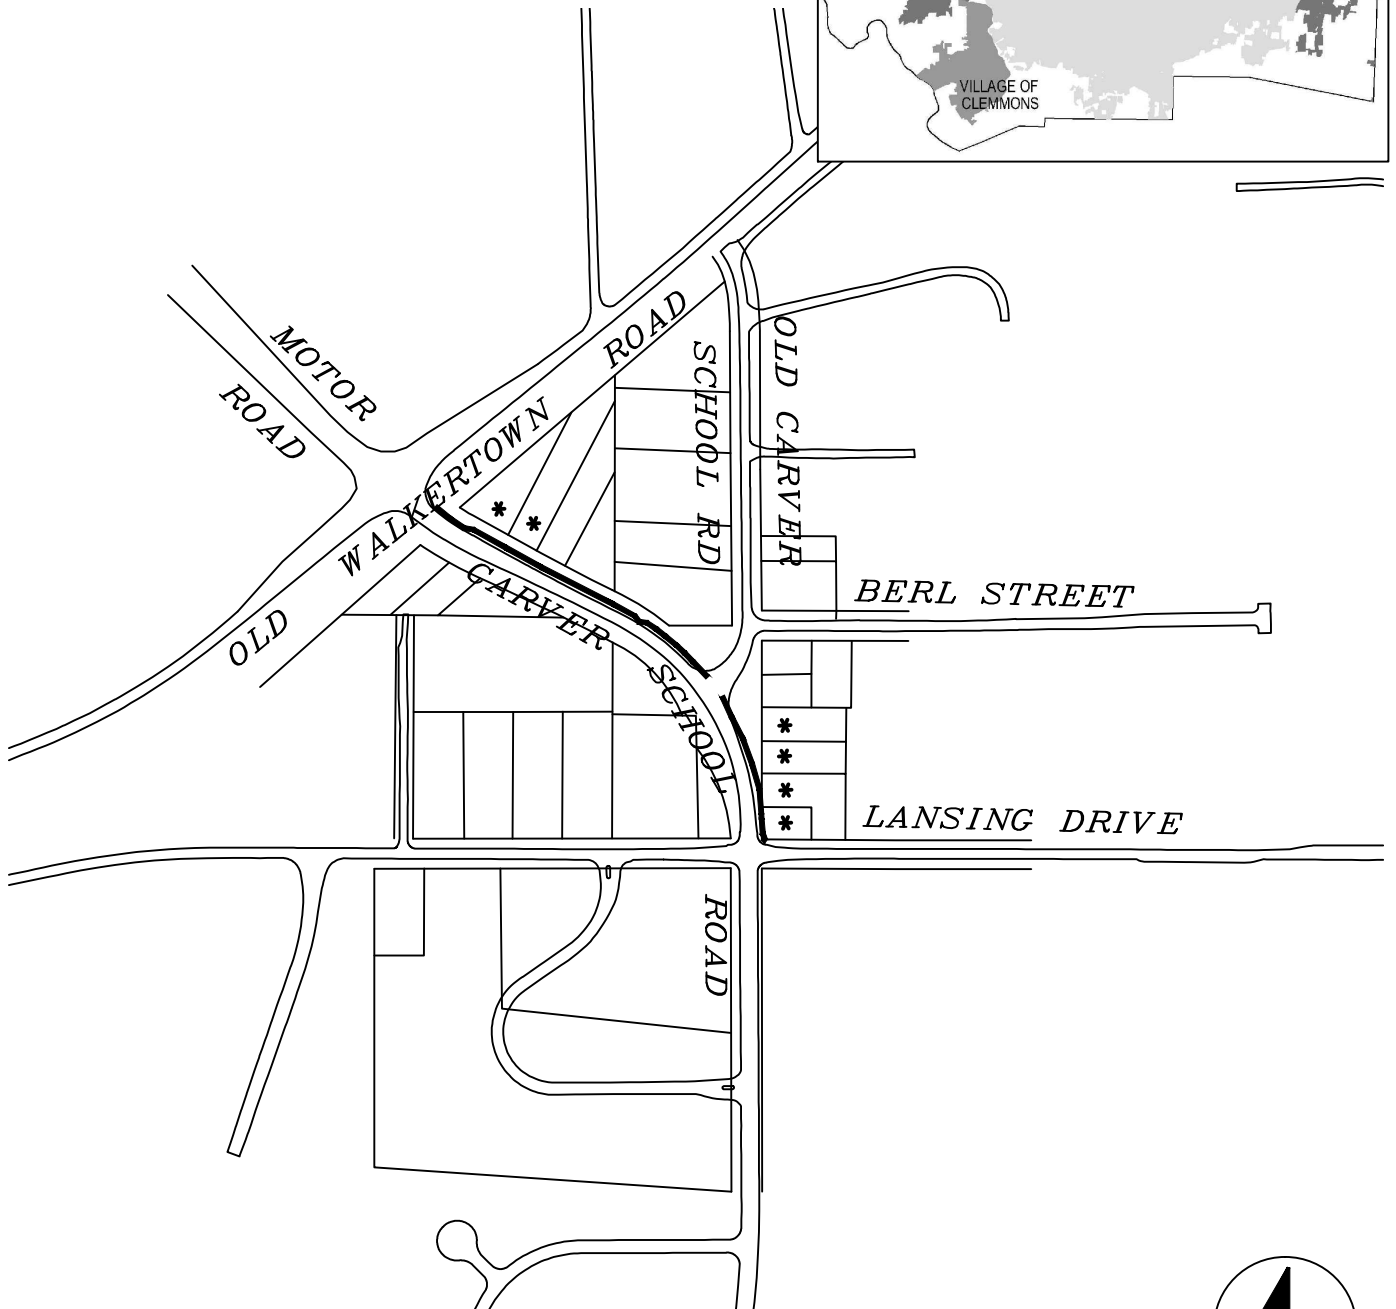 VILLAGE OF
CLEMMONS
MOTOR
ROAD
OLD WALKERTOWN ROAD
SCHOOL RD
OLD CARVER
CARVER SCHOOL ROAD
BERL STREET
LANSING DRIVE